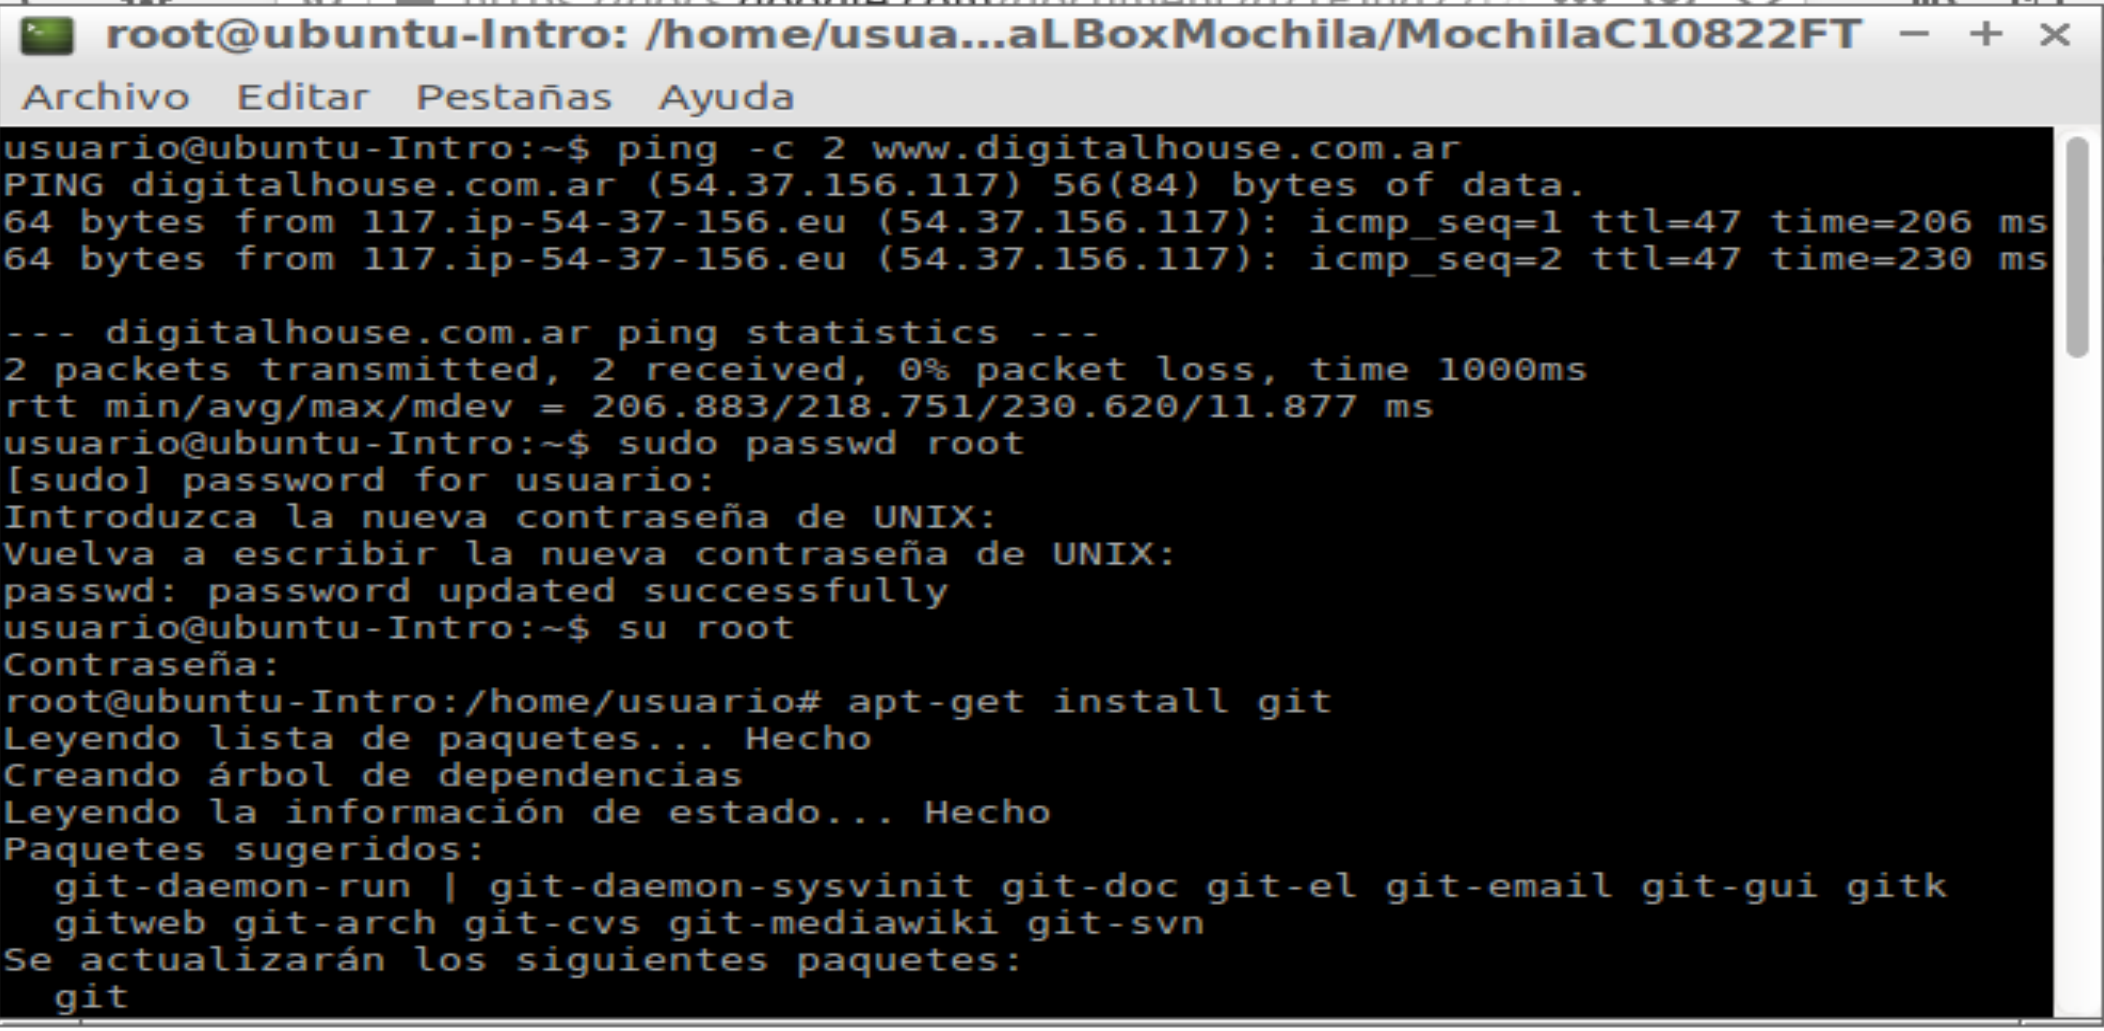 root@ubuntu-Intro: /home/usua...aLBoxMochila/MochilaC10822FT
Archivo Editar Pestañas Ayuda
usuario@ubuntu-Intro:~$ ping -c 2 www.digitalhouse.com.ar
PING digitalhouse.com.ar (54.37.156.117) 56(84) bytes of data.
64 bytes from 117.ip-54-37-156.eu (54.37.156.117): icmp_seq=1 ttl=47 time=206 ms
64 bytes from 117.ip-54-37-156.eu (54.37.156.117): icmp_seq=2 ttl=47 time=230 ms
--- digitalhouse.com.ar ping statistics ---
2 packets transmitted, 2 received, 0% packet loss, time 1000ms
rtt min/avg/max/mdev = 206.883/218.751/230.620/11.877 ms
usuario@ubuntu-Intro:~$ sudo passwd root
[sudo] password for usuario:
Introduzca la nueva contraseña de UNIX:
Vuelva a escribir la nueva contraseña de UNIX:
passwd: password updated successfully
usuario@ubuntu-Intro:~$ su root
Contraseña:
root@ubuntu-Intro:/home/usuario# apt-get install git
Leyendo lista de paquetes... Hecho
Creando árbol de dependencias
Leyendo la información de estado... Hecho
Paquetes sugeridos:
  git-daemon-run | git-daemon-sysvinit git-doc git-el git-email git-gui gitk
  gitweb git-arch git-cvs git-mediawiki git-svn
Se actualizarán los siguientes paquetes:
  git